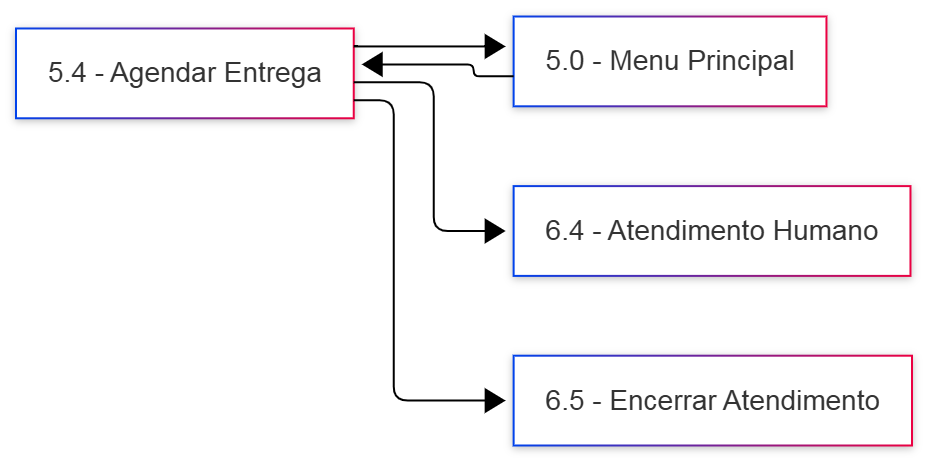 5.4 - Agendar Entrega
5.0 - Menu Principal
6.4 - Atendimento Humano
6.5 - Encerrar Atendimento